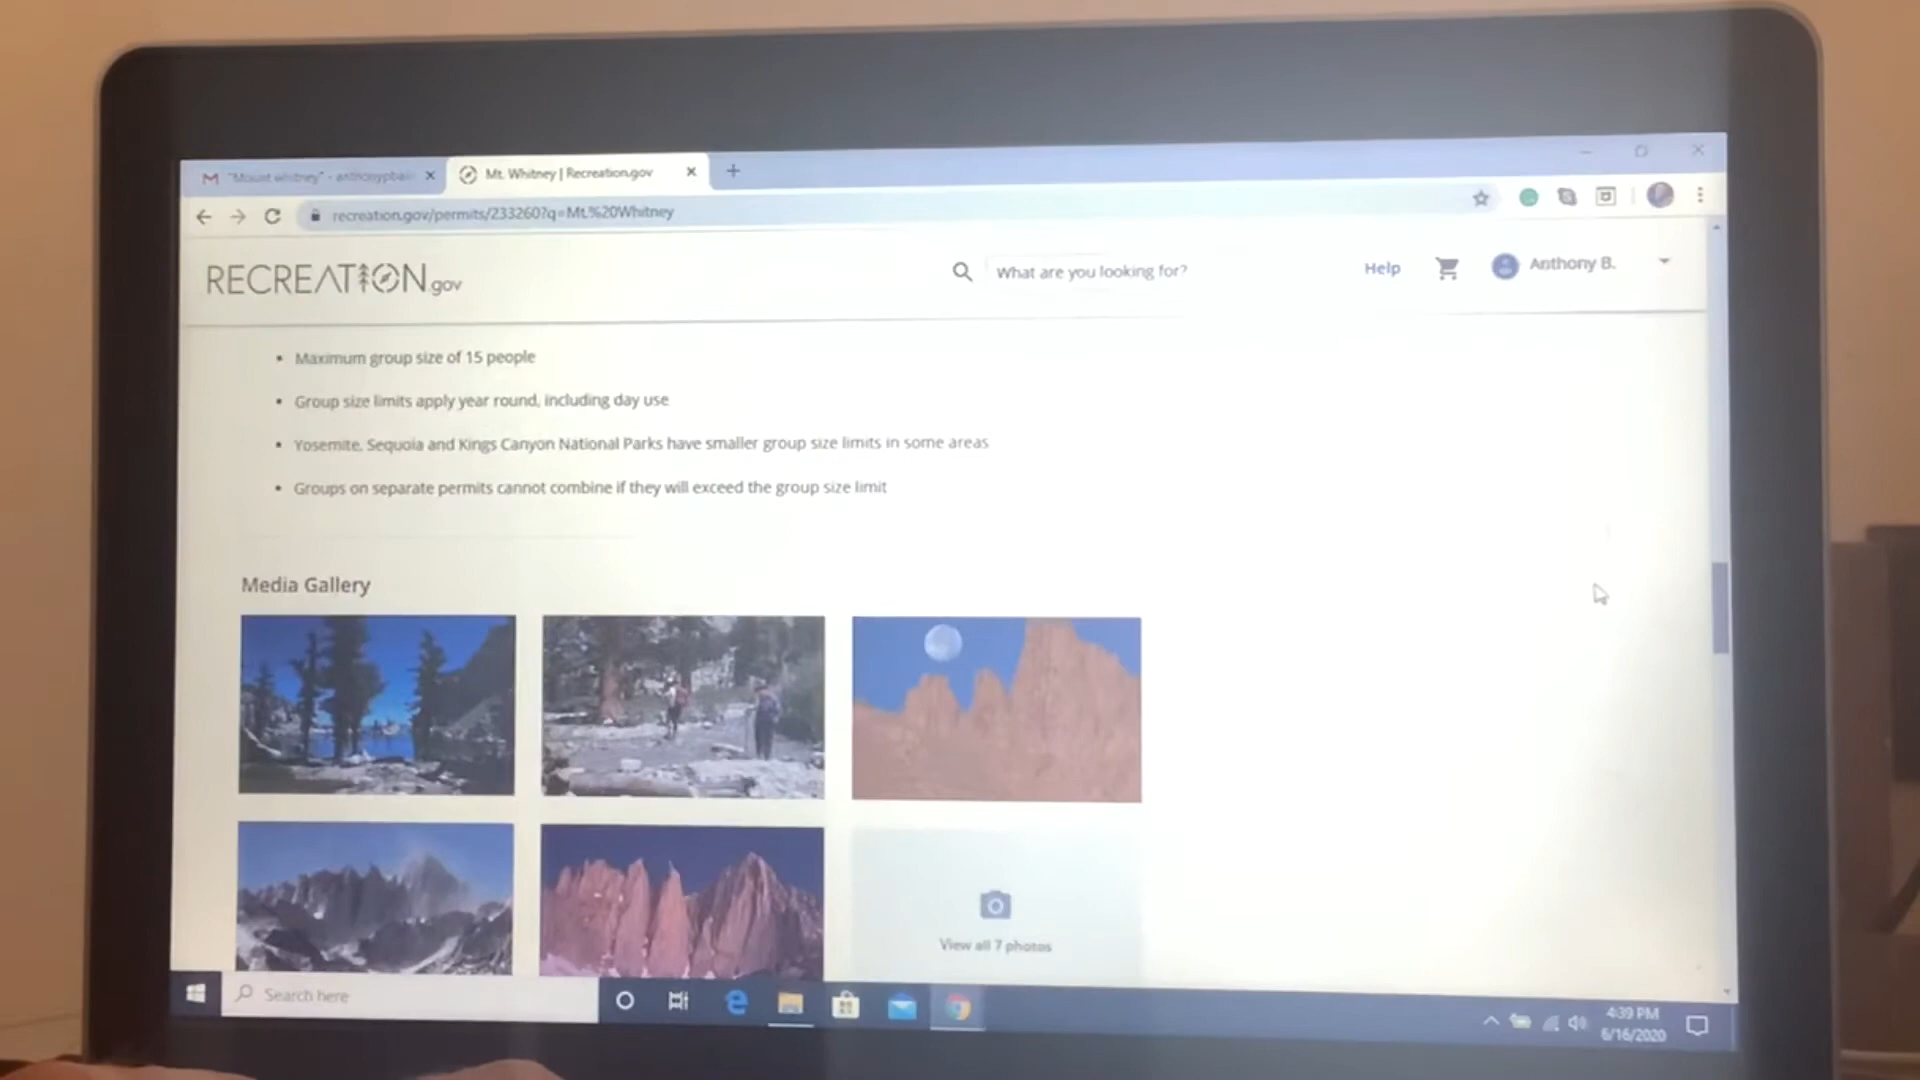 "Mount whitney" - anthonypbai
Mt. Whitney | Recreation.gov
recreation.gov/permits/233260?q=Mt.%20Whitney
RECREATION.gov
What are you looking for?
Help
Anthony B.
Maximum group size of 15 people
Group size limits apply year round, including day use
Yosemite, Sequoia and Kings Canyon National Parks have smaller group size limits in some areas
Groups on separate permits cannot combine if they will exceed the group size limit
Media Gallery
View all 7 photos
Search here
4:39 PM
6/16/2020